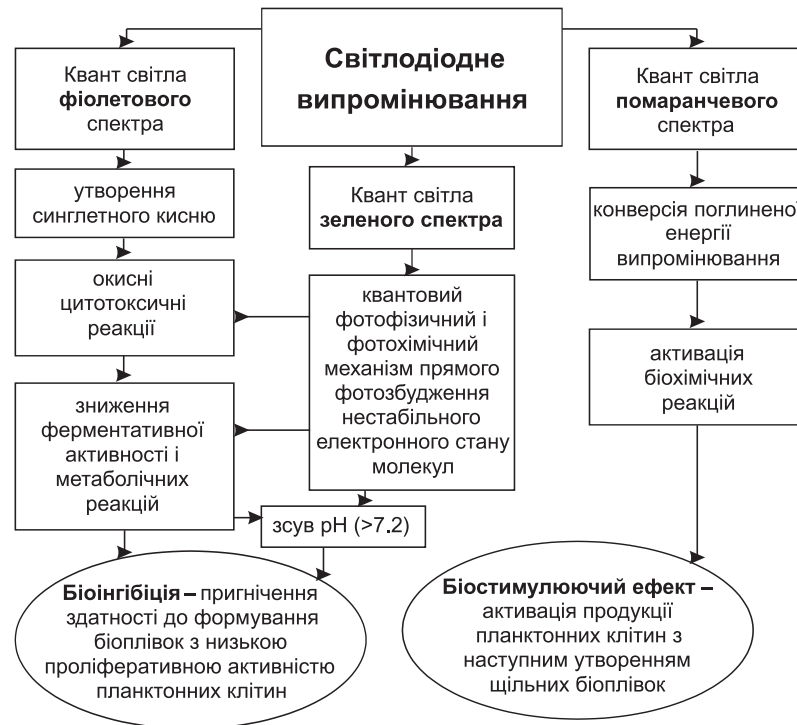 Світлодіодне
випромінювання
Квант світла
фіолетового
спектра
утворення
синглетного кисню
окисні
цитотоксичні
реакції
зниження
ферментативної
активності і
метаболічних
реакцій
Квант світла
зеленого спектра
квантовий
фотофізичний і
фотохімічний
механізм прямого
фотозбудження
нестабільного
електронного стану
молекул
зсув рН (>7.2)
Біоінгібіція – пригнічення
здатності до формування
біоплівок з низькою
проліферативною активністю
планктонних клітин
Квант світла
помаранчевого
спектра
конверсія поглиненої
енергії
випромінювання
активація
біохімічних
реакцій
Біостимулюючий ефект –
активація продукції
планктонних клітин з
наступним утворенням
щільних біоплівок